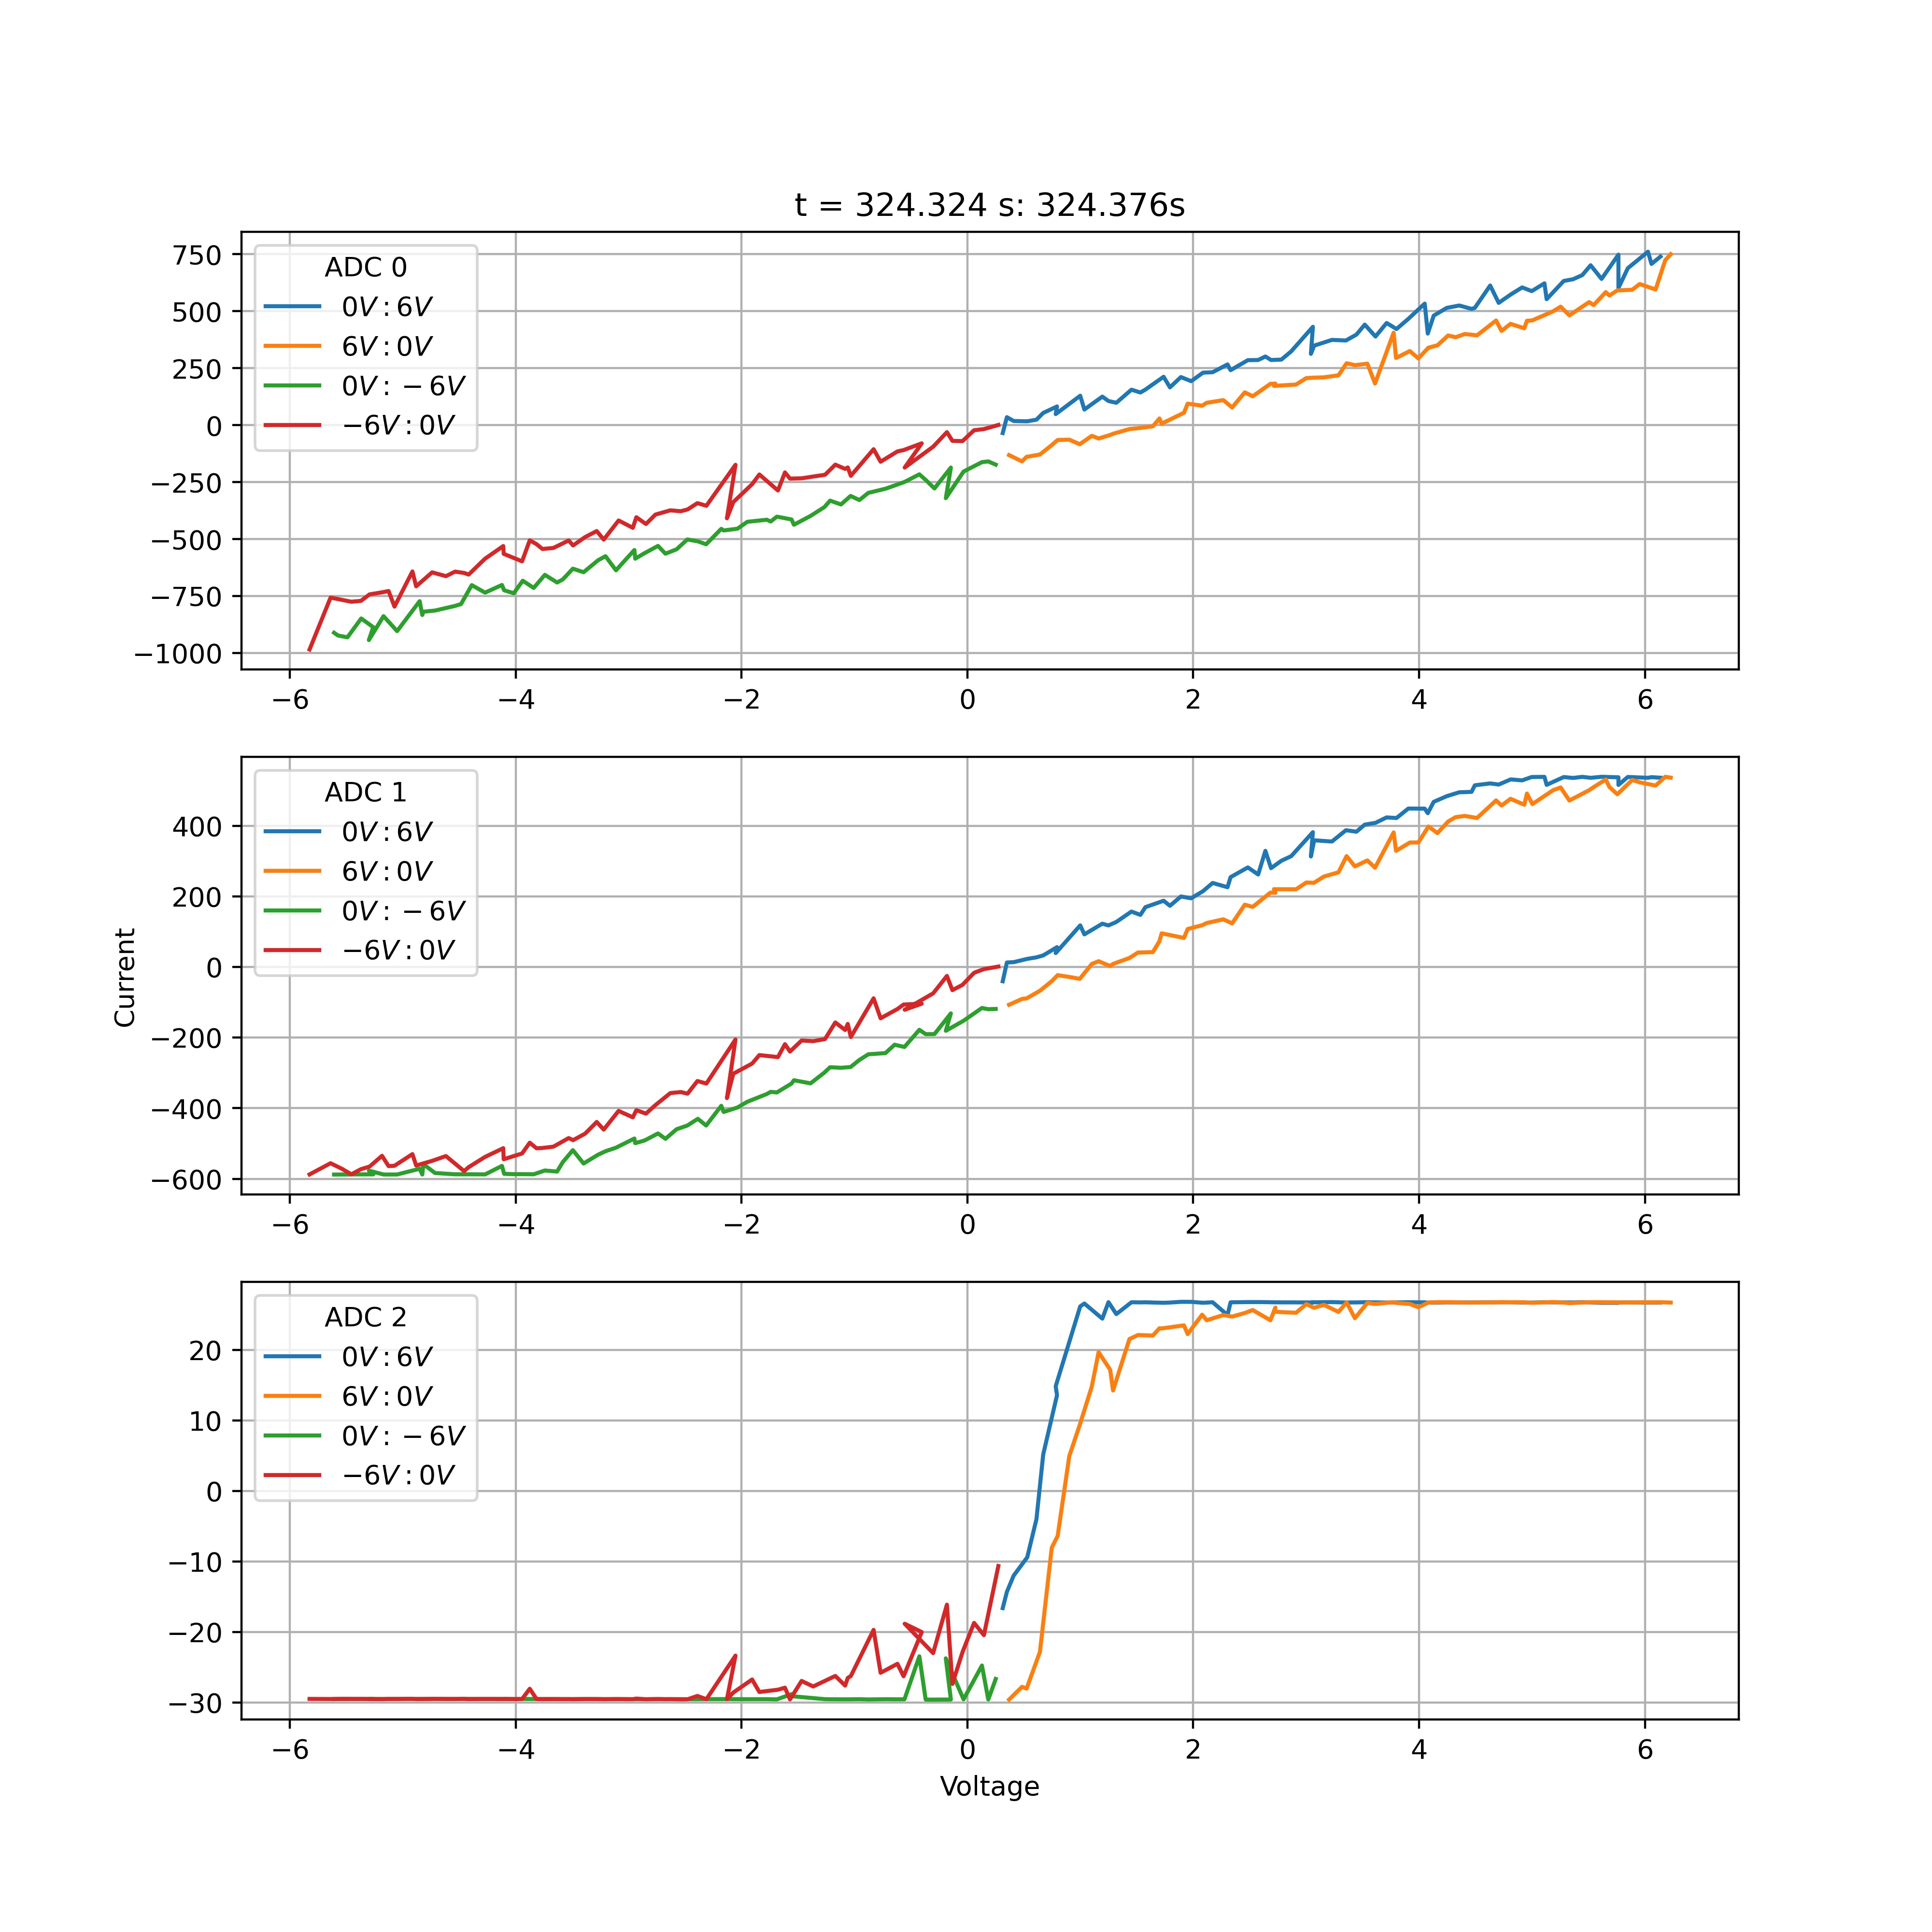 t = 324.324 s: 324.376s
ADC 0
0V : 6V
6V : 0V
0V : −6V
−6V : 0V
750
500
250
0
−250
−500
−750
−1000
−6 −4 −2 0 2 4 6
ADC 1
0V : 6V
6V : 0V
0V : −6V
−6V : 0V
400
200
0
−200
−400
−600
Current
−6 −4 −2 0 2 4 6
ADC 2
0V : 6V
6V : 0V
0V : −6V
−6V : 0V
20
10
0
−10
−20
−30
−6 −4 −2 0 2 4 6
Voltage